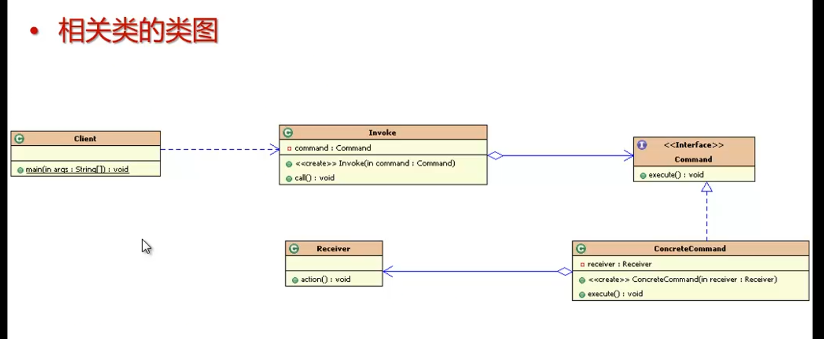 • 相关类的类图
Client
main(in args : String[]) : void
Invoke
command : Command
<<create>> Invoke(in command : Command)
call() : void
<<Interface>>
Command
execute() : void
Receiver
action() : void
ConcreteCommand
receiver : Receiver
<<create>> ConcreteCommand(in receiver : Receiver)
execute() : void